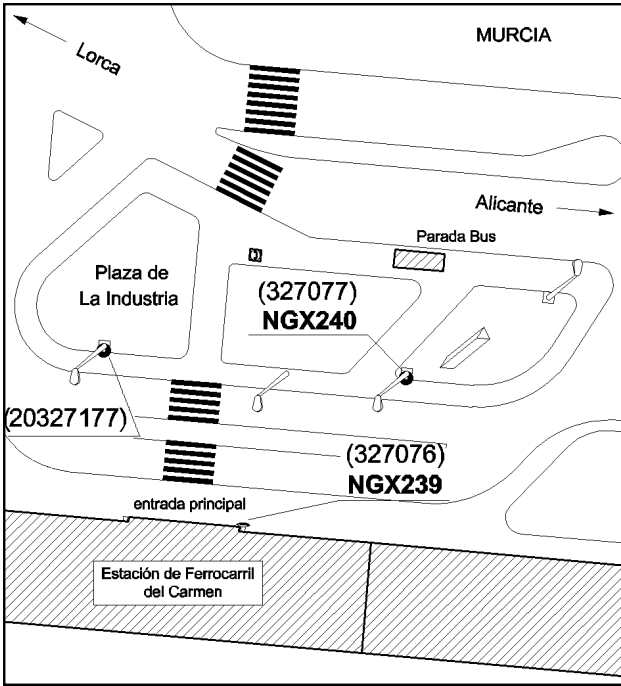 MURCIA
Lorca
Alicante
Parada Bus
Plaza de
La Industria
(327077)
NGX240
(20327177)
(327076)
NGX239
entrada principal
Estación de Ferrocarril
del Carmen